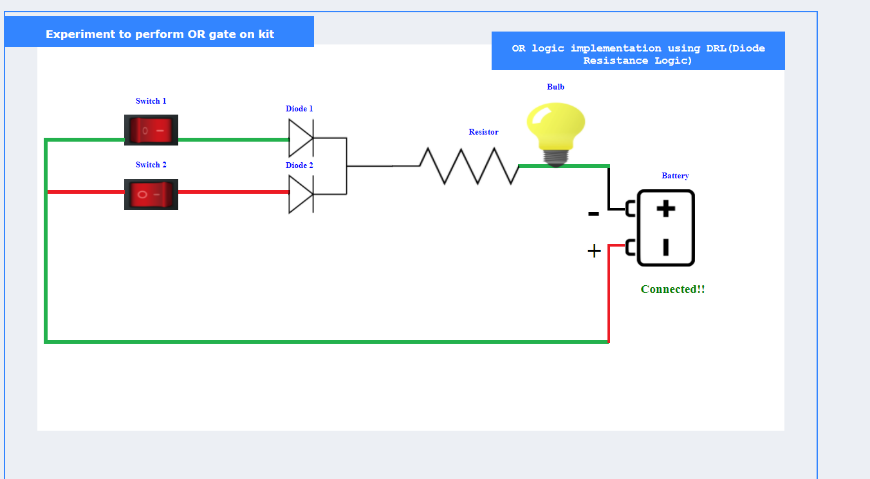 Experiment to perform OR gate on kit
OR logic implementation using DRL(Diode
Resistance Logic)
Bulb
Switch 1
Diode 1
Resistor
Switch 2
Diode 2
Battery
-
+
+
Connected!!